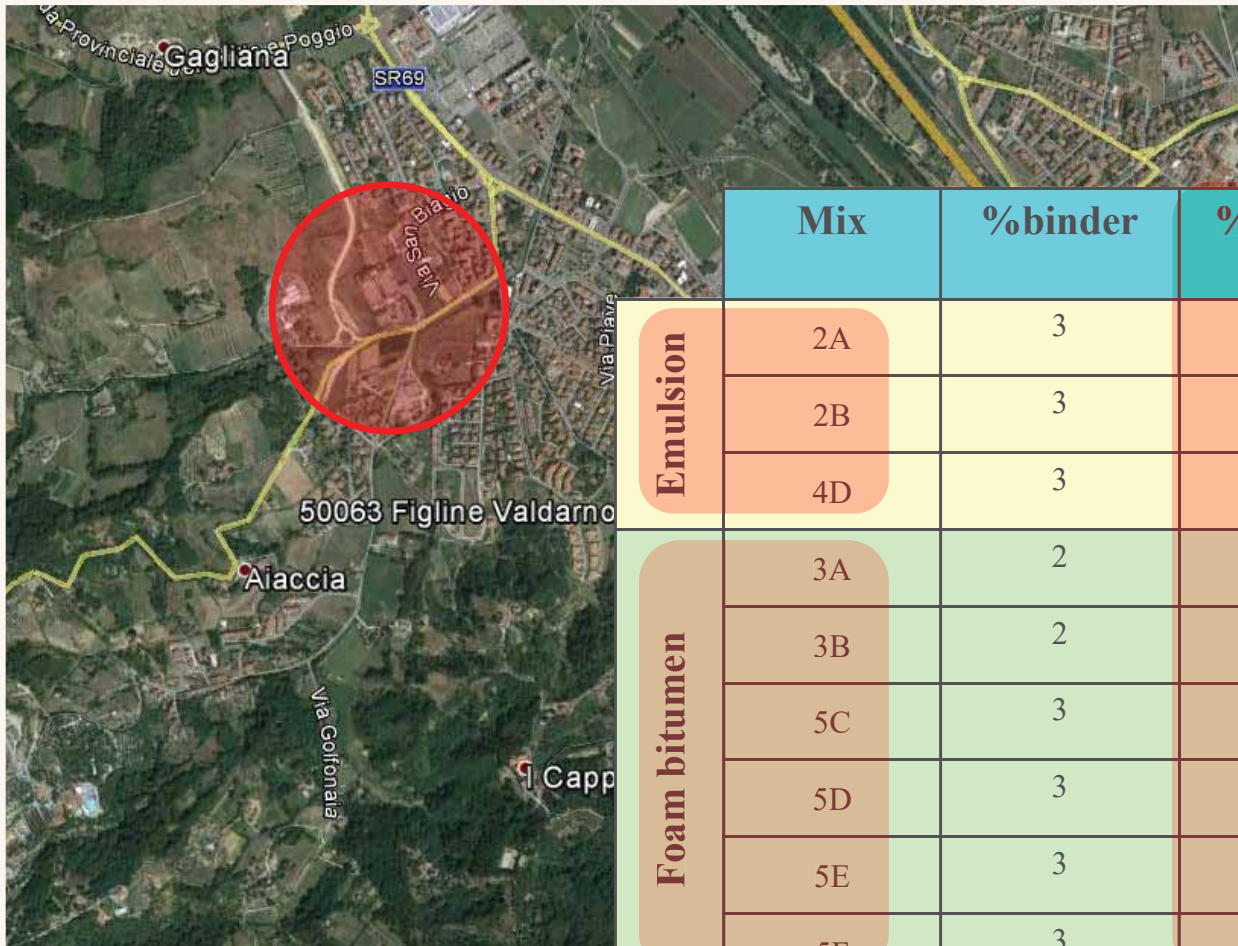 Gagliana
SR69
Via San Biagio
Via Piave
50063 Figline Valdarno
Aiaccia
Via Golfonaia
I Capp
Mix %binder %
Emulsion
2A 3
2B 3
4D 3
Foam bitumen
3A 2
3B 2
5C 3
5D 3
5E 3
3